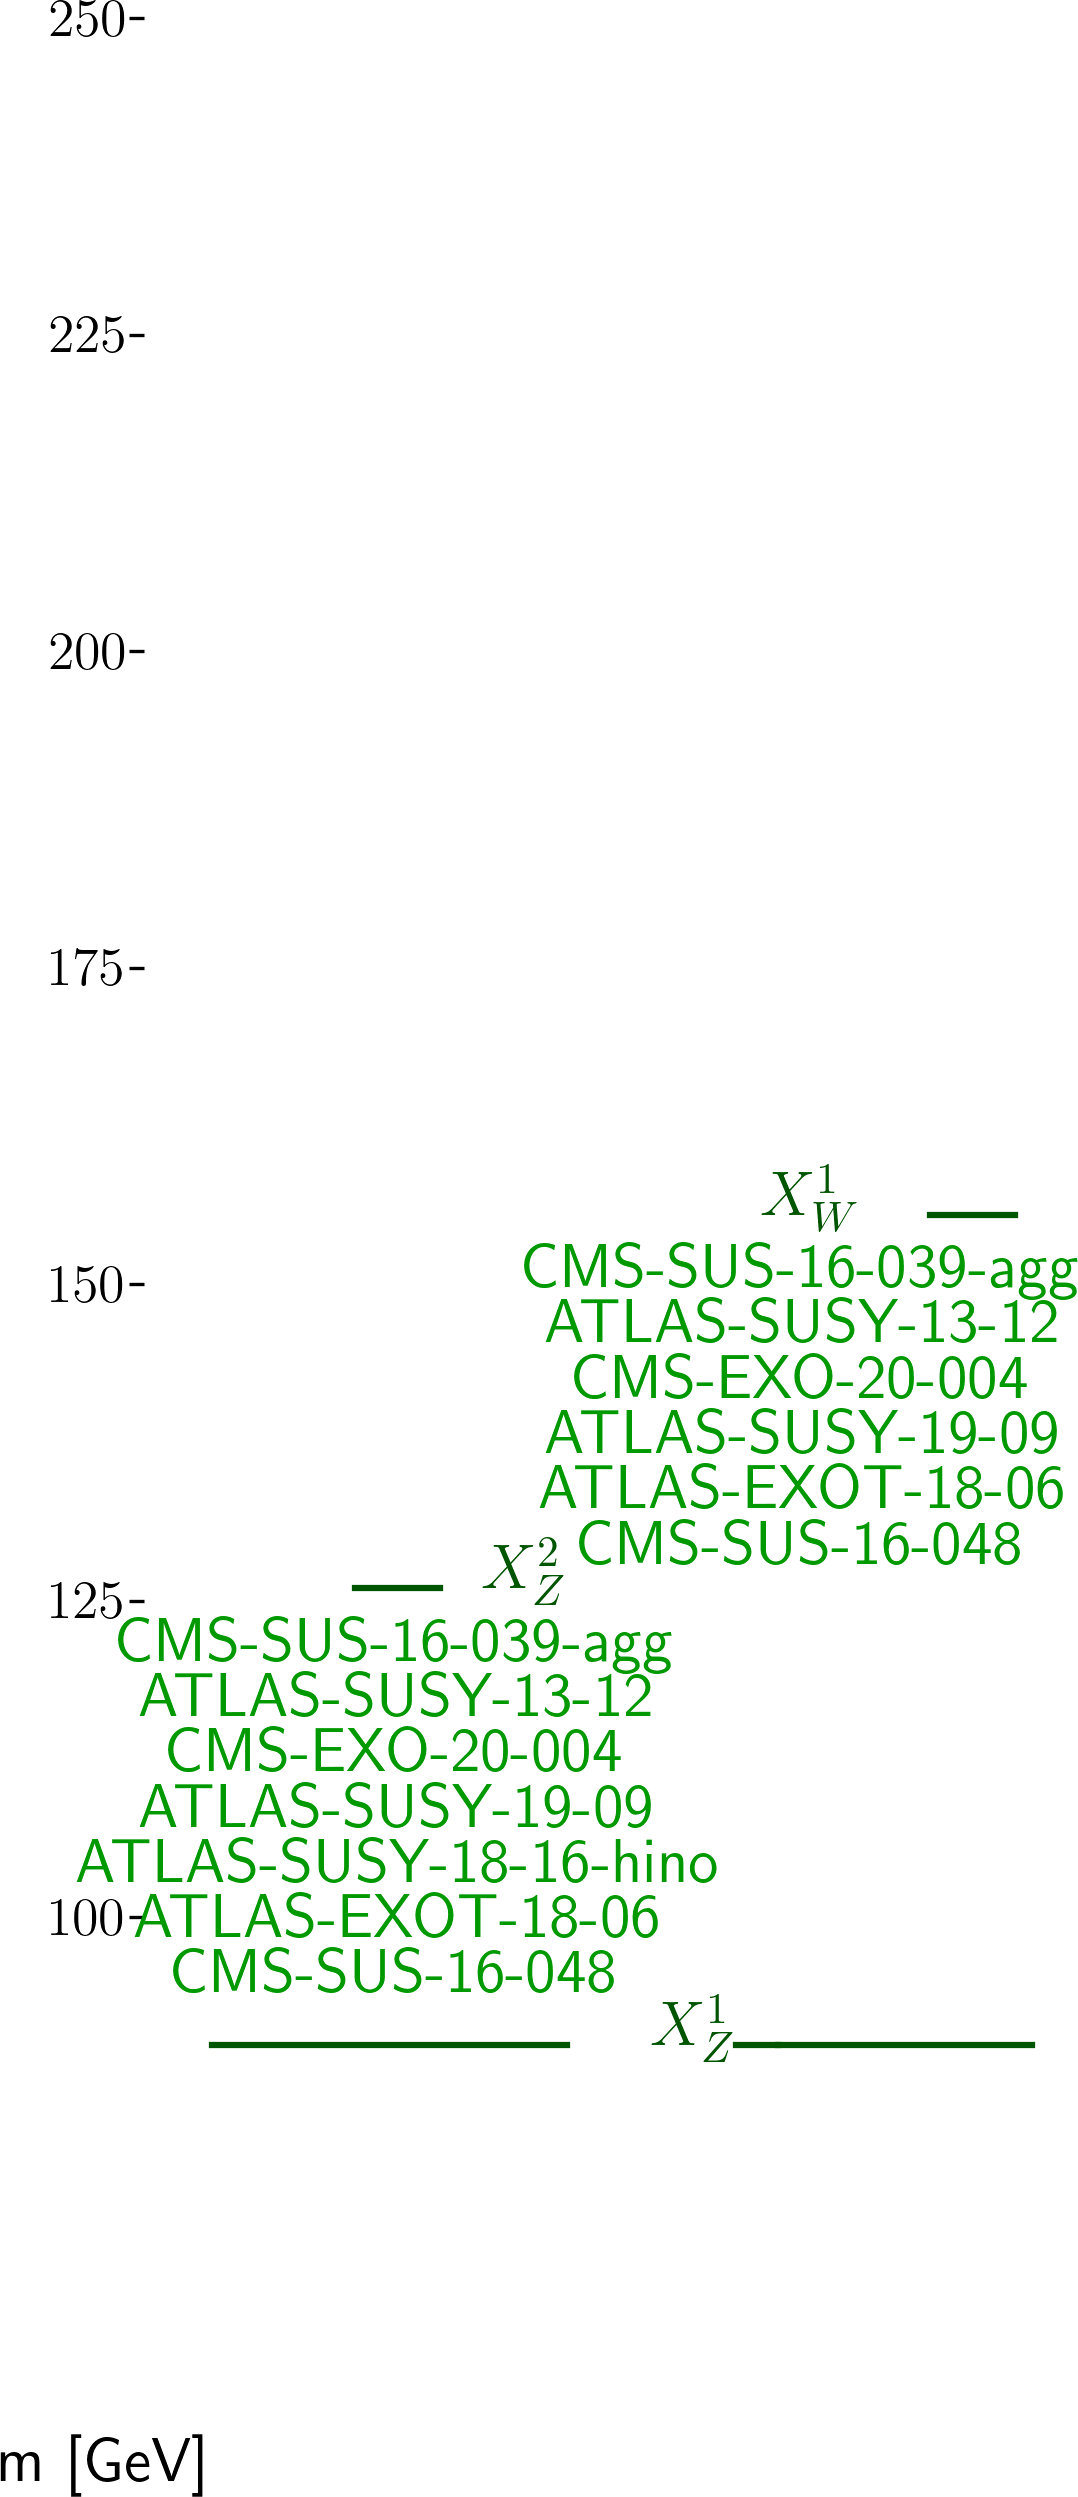 250
225
200
175
X_W^1
150
CMS-SUS-16-039-agg
ATLAS-SUSY-13-12
CMS-EXO-20-004
ATLAS-SUSY-19-09
ATLAS-EXOT-18-06
CMS-SUS-16-048
X_Z^2
125
CMS-SUS-16-039-agg
ATLAS-SUSY-13-12
CMS-EXO-20-004
ATLAS-SUSY-19-09
ATLAS-SUSY-18-16-hino
100
ATLAS-EXOT-18-06
CMS-SUS-16-048
X_Z^1
m [GeV]